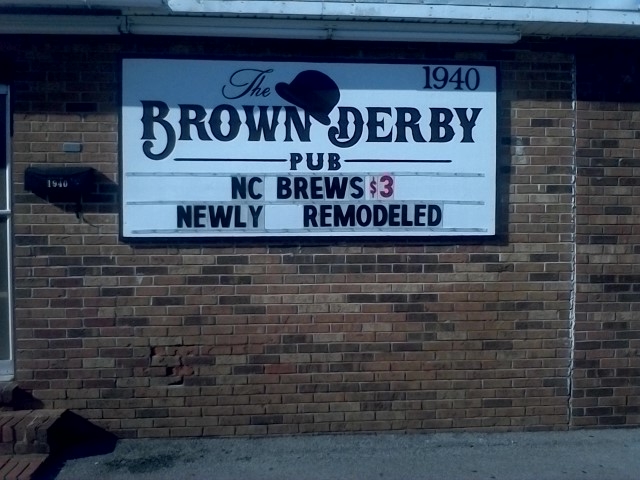 1940
The
BROWN DERBY
PUB
NC BREWS $3
NEWLY REMODELED
1940